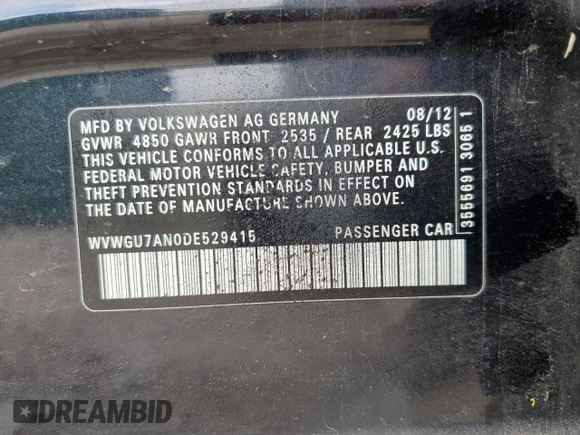 MFD BY VOLKSWAGEN AG GERMANY 08/12
GVWR 4850 GAWR FRONT 2535 / REAR 2425 LBS
THIS VEHICLE CONFORMS TO ALL APPLICABLE U.S.
FEDERAL MOTOR VEHICLE SAFETY, BUMPER AND
THEFT PREVENTION STANDARDS IN EFFECT ON
THE DATE OF MANUFACTURE SHOWN ABOVE.
WVWGU7AN0DE529415 PASSENGER CAR
3555691 3065 1
DREAMBID